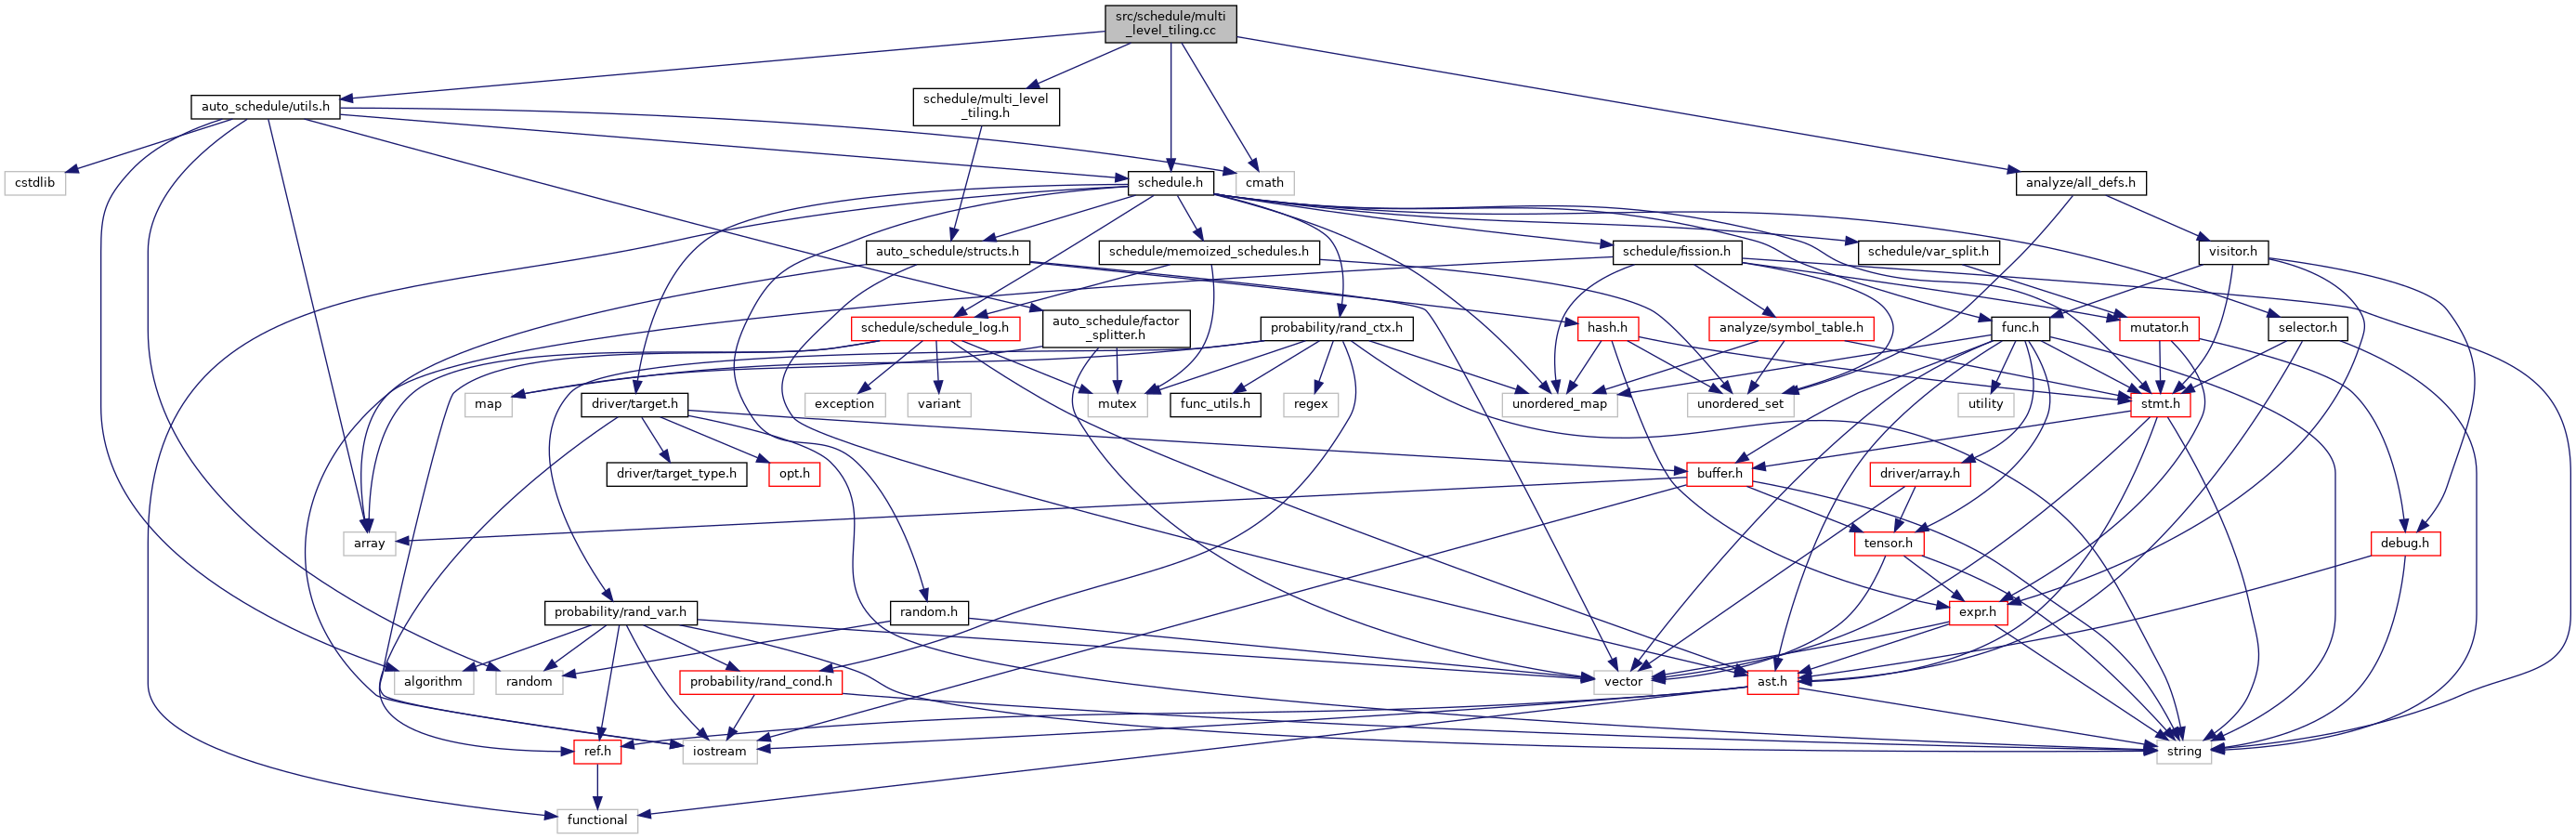 src/schedule/multi
_level_tiling.cc
auto_schedule/utils.h
schedule/multi_level
_tiling.h
cstdlib
schedule.h
cmath
analyze/all_defs.h
auto_schedule/structs.h
schedule/memoized_schedules.h
schedule/fission.h
schedule/var_split.h
visitor.h
schedule/schedule_log.h
auto_schedule/factor
_splitter.h
probability/rand_ctx.h
hash.h
analyze/symbol_table.h
func.h
mutator.h
selector.h
map
driver/target.h
exception
variant
mutex
func_utils.h
regex
unordered_map
unordered_set
utility
stmt.h
driver/target_type.h
opt.h
buffer.h
driver/array.h
array
tensor.h
debug.h
probability/rand_var.h
random.h
expr.h
algorithm
random
probability/rand_cond.h
vector
ast.h
ref.h
iostream
string
functional